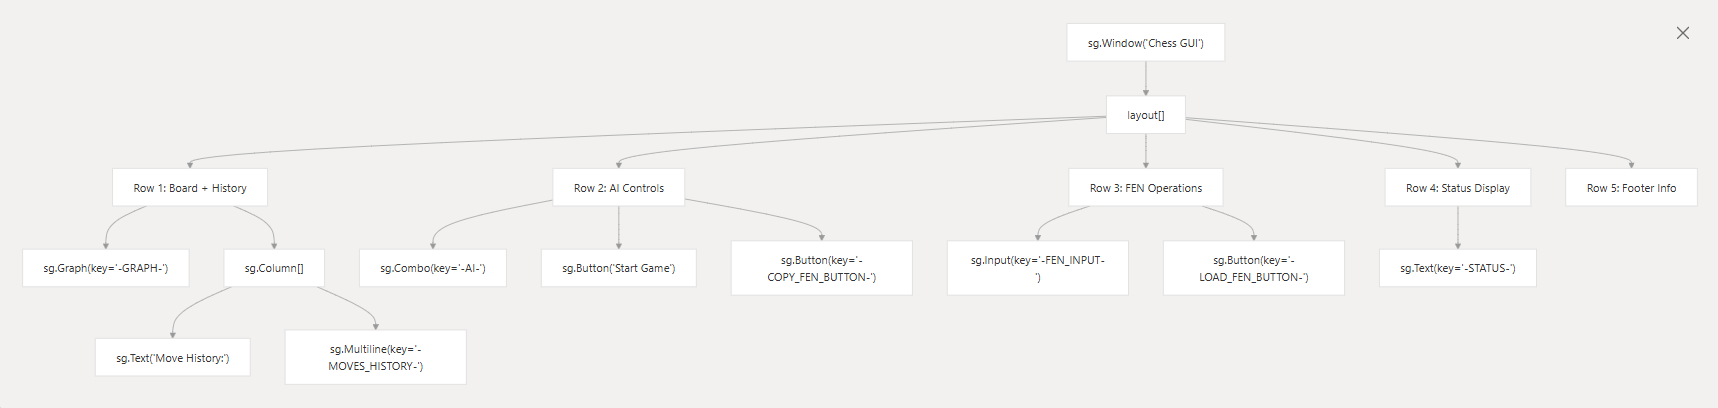 sg.Window('Chess GUI')
layout[]
Row 1: Board + History
Row 2: AI Controls
Row 3: FEN Operations
Row 4: Status Display
Row 5: Footer Info
sg.Graph(key='-GRAPH-')
sg.Column[]
sg.Combo(key='-AI-')
sg.Button('Start Game')
sg.Button(key='-
COPY_FEN_BUTTON-')
sg.Input(key='-FEN_INPUT-
')
sg.Button(key='-
LOAD_FEN_BUTTON-')
sg.Text(key='-STATUS-')
sg.Text('Move History:')
sg.Multiline(key='-
MOVES_HISTORY-')